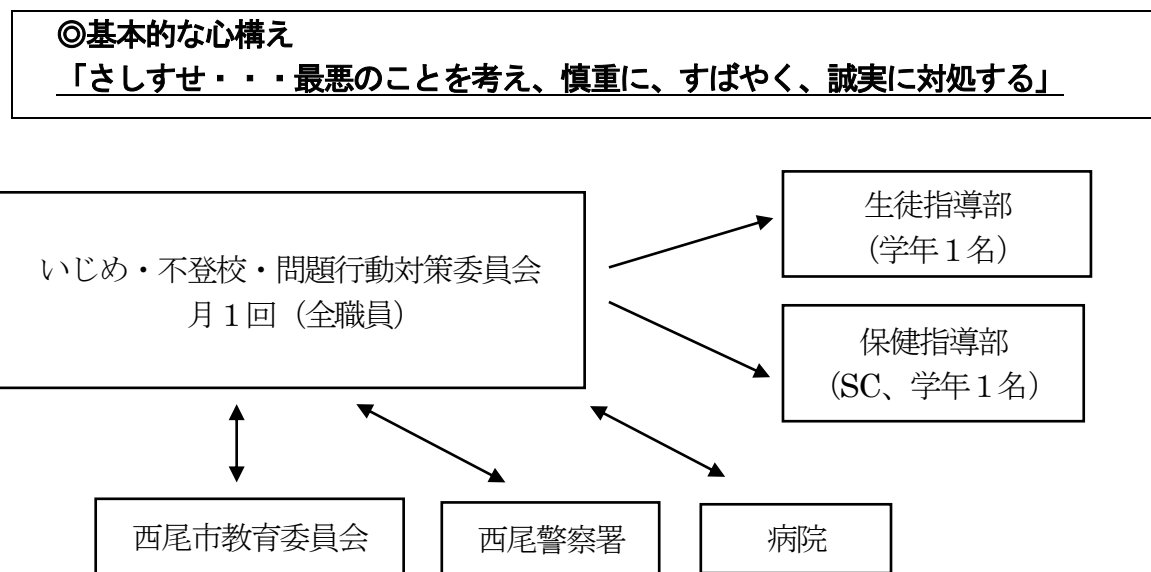 ◎基本的な心構え
「さしすせ・・・最悪のことを考え、慎重に、すばやく、誠実に対処する」
生徒指導部
(学年１名)
いじめ・不登校・問題行動対策委員会
月１回（全職員）
保健指導部
(SC、学年１名)
西尾市教育委員会
西尾警察署
病院